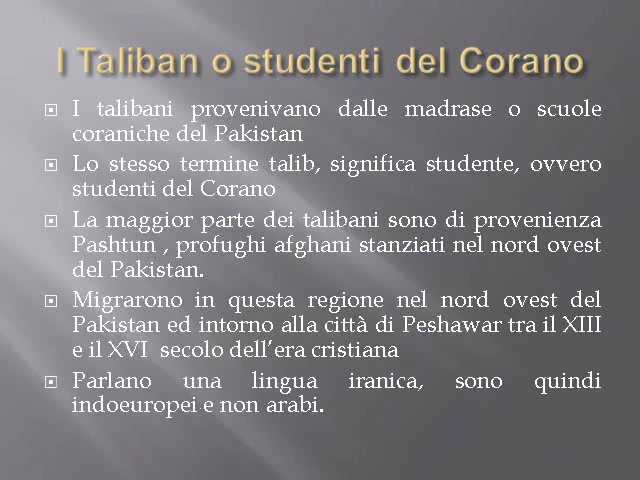 I Taliban o studenti del Corano
I talibani provenivano dalle madrase o scuole
coraniche del Pakistan
Lo stesso termine talib, significa studente, ovvero
studenti del Corano
La maggior parte dei talibani sono di provenienza
Pashtun , profughi afghani stanziati nel nord ovest
del Pakistan.
Migrarono in questa regione nel nord ovest del
Pakistan ed intorno alla città di Peshawar tra il XIII
e il XVI secolo dell'era cristiana
Parlano una lingua iranica, sono quindi
indoeuropei e non arabi.